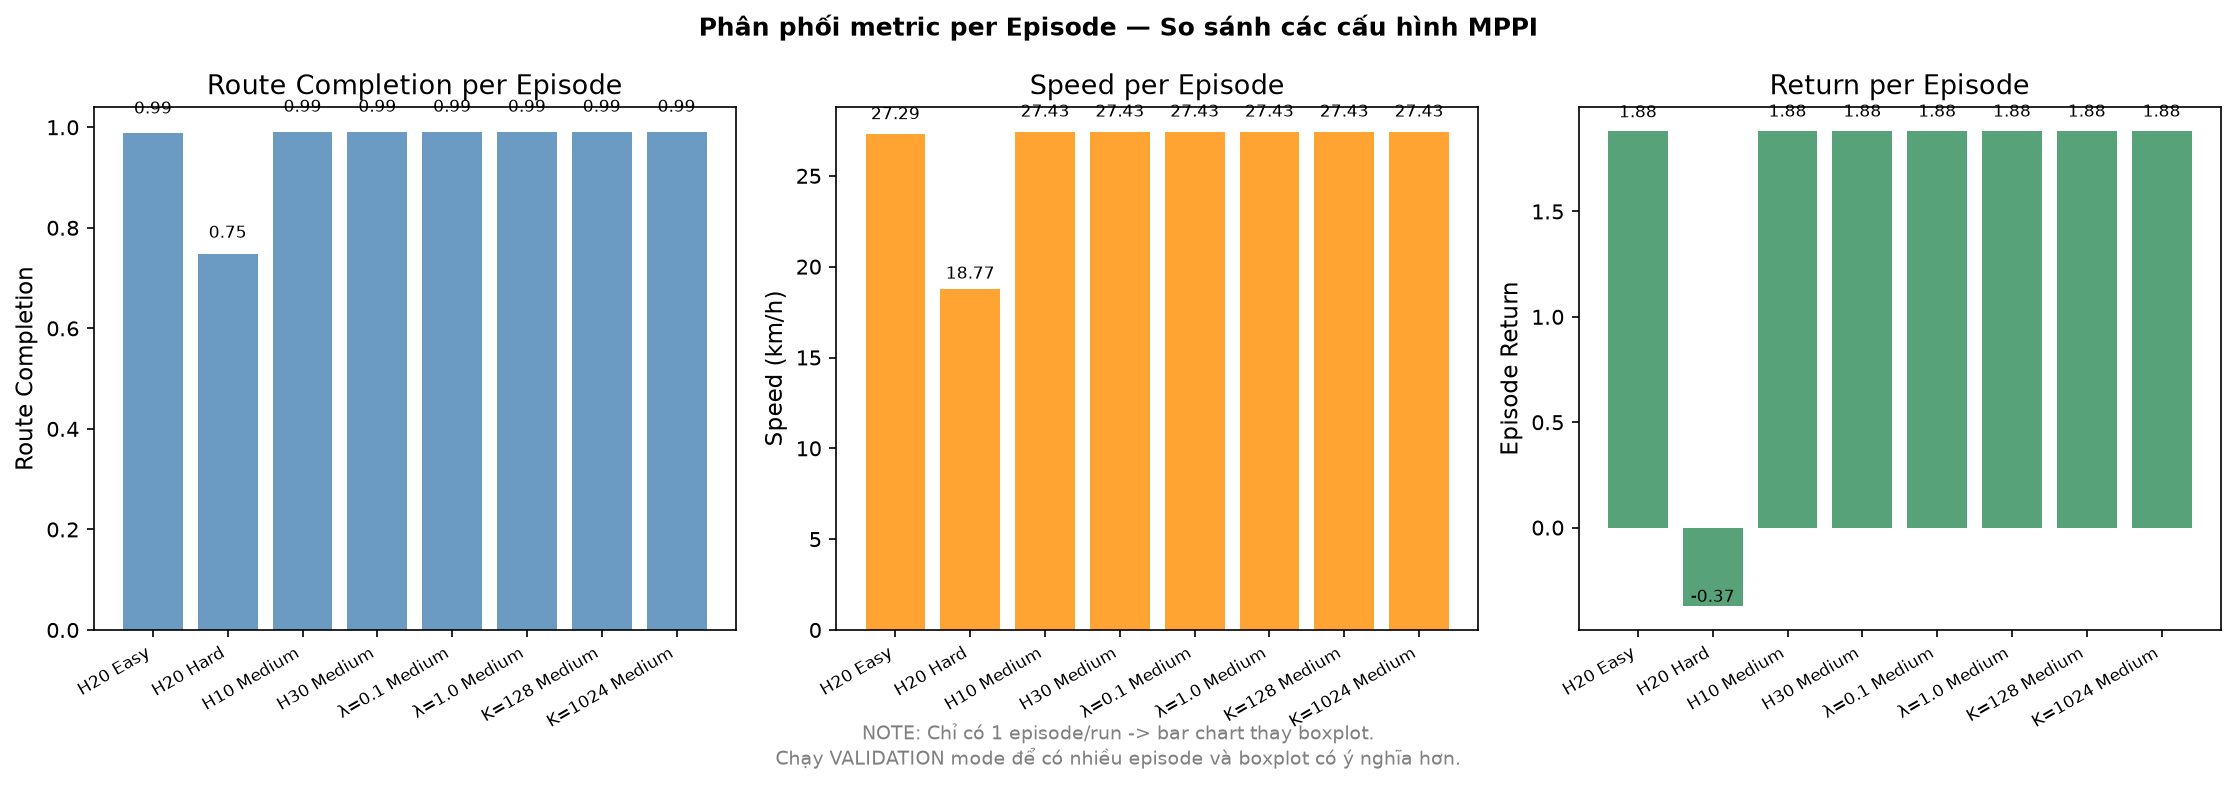 Phân phối metric per Episode — So sánh các cấu hình MPPI
Route Completion per Episode
Route Completion
1.0
0.8
0.6
0.4
0.2
0.0
0.99
0.75
0.99
0.99
0.99
0.99
0.99
0.99
H20 Easy
H20 Hard
H10 Medium
H30 Medium
λ=0.1 Medium
λ=1.0 Medium
K=128 Medium
K=1024 Medium
Speed per Episode
Speed (km/h)
25
20
15
10
5
0
27.29
18.77
27.43
27.43
27.43
27.43
27.43
27.43
H20 Easy
H20 Hard
H10 Medium
H30 Medium
λ=0.1 Medium
λ=1.0 Medium
K=128 Medium
K=1024 Medium
Return per Episode
Episode Return
1.5
1.0
0.5
0.0
1.88
-0.37
1.88
1.88
1.88
1.88
1.88
1.88
H20 Easy
H20 Hard
H10 Medium
H30 Medium
λ=0.1 Medium
λ=1.0 Medium
K=128 Medium
K=1024 Medium
NOTE: Chỉ có 1 episode/run -> bar chart thay boxplot.
Chạy VALIDATION mode để có nhiều episode và boxplot có ý nghĩa hơn.